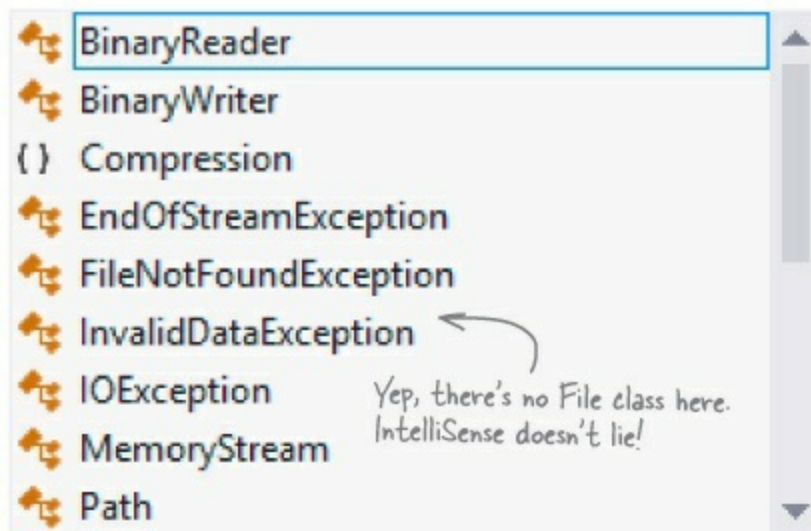 BinaryReader
BinaryWriter
{ } Compression
EndOfStreamException
FileNotFoundException
InvalidDataException
IOException
MemoryStream
Path
Yep, there's no File class here.
IntelliSense doesn't lie!